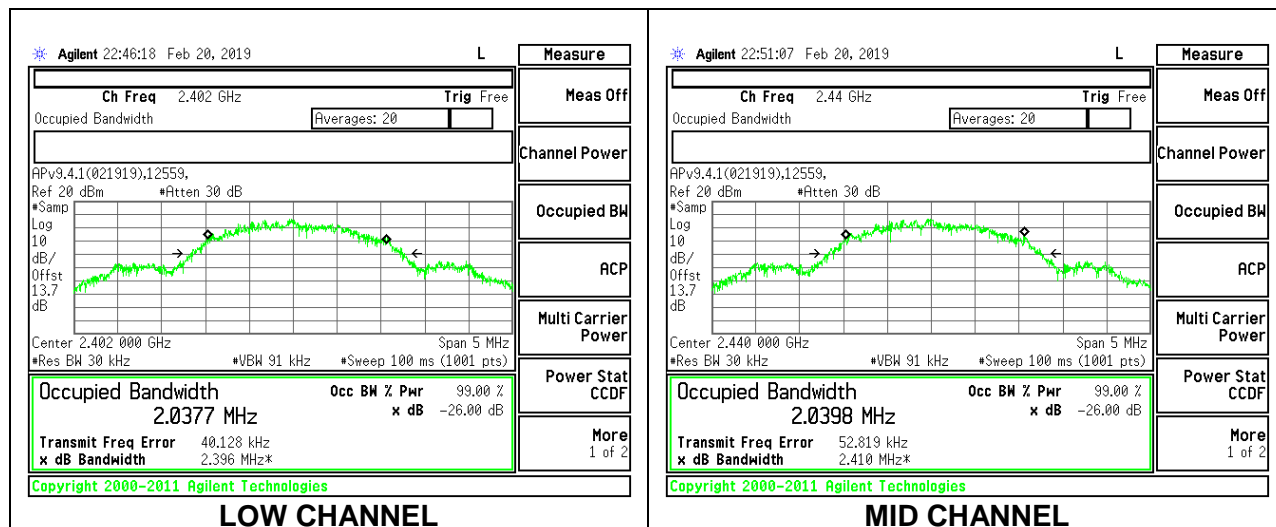 Agilent 22:46:18 Feb 20, 2019 L
Measure
Ch Freq 2.402 GHz Trig Free
Occupied Bandwidth Averages: 20
APv9.4.1(021919),12559,
Ref 20 dBm #Atten 30 dB
#Samp
Log
10
dB/
Offst
13.7
dB
Center 2.402 000 GHz Span 5 MHz
#Res BW 30 kHz #VBW 91 kHz #Sweep 100 ms (1001 pts)
Occupied Bandwidth Occ BW % Pwr 99.00 %
2.0377 MHz x dB -26.00 dB
Transmit Freq Error 40.128 kHz
x dB Bandwidth 2.396 MHz*
Copyright 2000-2011 Agilent Technologies
Meas Off
Channel Power
Occupied BW
ACP
Multi Carrier
Power
Power Stat
CCDF
More
1 of 2
LOW CHANNEL
Agilent 22:51:07 Feb 20, 2019 L
Measure
Ch Freq 2.44 GHz Trig Free
Occupied Bandwidth Averages: 20
APv9.4.1(021919),12559,
Ref 20 dBm #Atten 30 dB
#Samp
Log
10
dB/
Offst
13.7
dB
Center 2.440 000 GHz Span 5 MHz
#Res BW 30 kHz #VBW 91 kHz #Sweep 100 ms (1001 pts)
Occupied Bandwidth Occ BW % Pwr 99.00 %
2.0398 MHz x dB -26.00 dB
Transmit Freq Error 52.819 kHz
x dB Bandwidth 2.410 MHz*
Copyright 2000-2011 Agilent Technologies
Meas Off
Channel Power
Occupied BW
ACP
Multi Carrier
Power
Power Stat
CCDF
More
1 of 2
MID CHANNEL